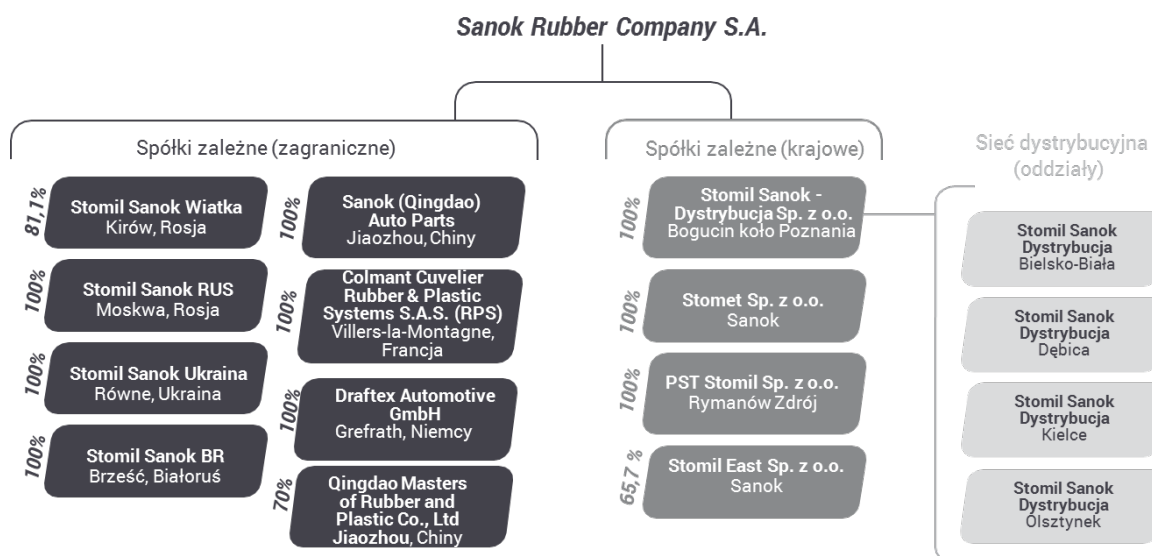 Sanok Rubber Company S.A.
Spółki zależne (zagraniczne)
81,1%
Stomil Sanok Wiatka
Kirów, Rosja
100%
Stomil Sanok RUS
Moskwa, Rosja
100%
Stomil Sanok Ukraina
Równe, Ukraina
100%
Stomil Sanok BR
Brześć, Białoruś
100%
Sanok (Qingdao)
Auto Parts
Jiaozhou, Chiny
100%
Colmant Cuvelier
Rubber & Plastic
Systems S.A.S. (RPS)
Villers-la-Montagne,
Francja
100%
Draftex Automotive
GmbH
Grefrath, Niemcy
70%
Qingdao Masters
of Rubber and
Plastic Co., Ltd
Jiaozhou, Chiny
Spółki zależne (krajowe)
100%
Stomil Sanok -
Dystrybucja Sp. z o.o.
Bogucin koło Poznania
100%
Stomet Sp. z o.o.
Sanok
100%
PST Stomil Sp. z o.o.
Rymanów Zdrój
65,7 %
Stomil East Sp. z o.o.
Sanok
Sieć dystrybucyjna
(oddziały)
Stomil Sanok
Dystrybucja
Bielsko-Biała
Stomil Sanok
Dystrybucja
Dębica
Stomil Sanok
Dystrybucja
Kielce
Stomil Sanok
Dystrybucja
Olsztynek